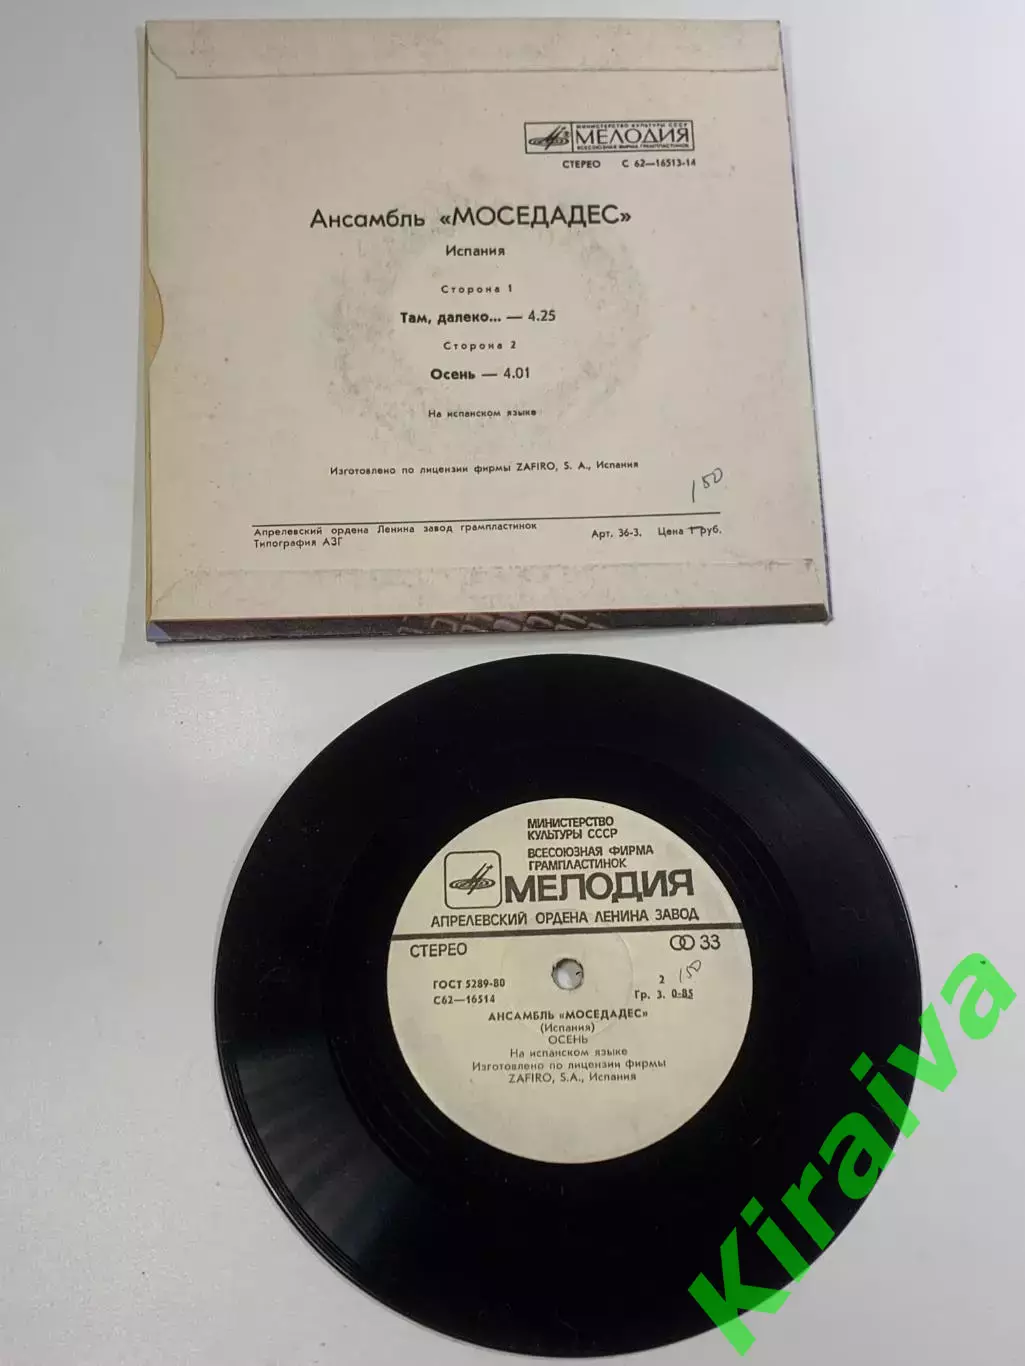 МИНИСТЕРСТВО КУЛЬТУРЫ СССР
МЕЛОДИЯ
ВСЕСОЮЗНАЯ ФИРМА ГРАМПЛАСТИНОК
СТЕРЕО С 62—16513-14
Ансамбль «МОСЕДАДЕС»
Испания
Сторона 1
Там, далеко... — 4.25
Сторона 2
Осень — 4.01
На испанском языке
Изготовлено по лицензии фирмы ZAFIRO, S. A., Испания
150
Апрелевский ордена Ленина завод грампластинок
Типография АЗГ
Арт. 36-3. Цена 1 руб.
МИНИСТЕРСТВО
КУЛЬТУРЫ СССР
ВСЕСОЮЗНАЯ ФИРМА
ГРАМПЛАСТИНОК
МЕЛОДИЯ
АПРЕЛЕВСКИЙ ОРДЕНА ЛЕНИНА ЗАВОД
СТЕРЕО 33
ГОСТ 5289-80 2 150
С62—16514 Гр. 3. 0-85
АНСАМБЛЬ «МОСЕДАДЕС»
(Испания)
ОСЕНЬ
На испанском языке
Изготовлено по лицензии фирмы
ZAFIRO, S.A., Испания
Kiraiva